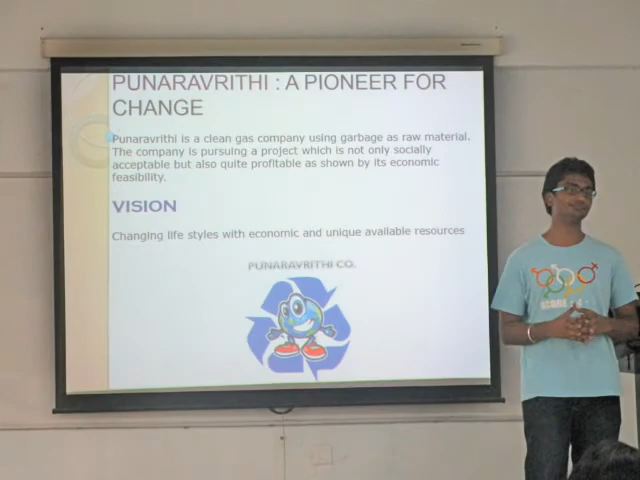 PUNARAVRITHI : A PIONEER FOR
CHANGE
Punaravrithi is a clean gas company using garbage as raw material.
The company is pursuing a project which is not only socially
acceptable but also quite profitable as shown by its economic
feasibility.
VISION
Changing life styles with economic and unique available resources
PUNARAVRITHI CO.